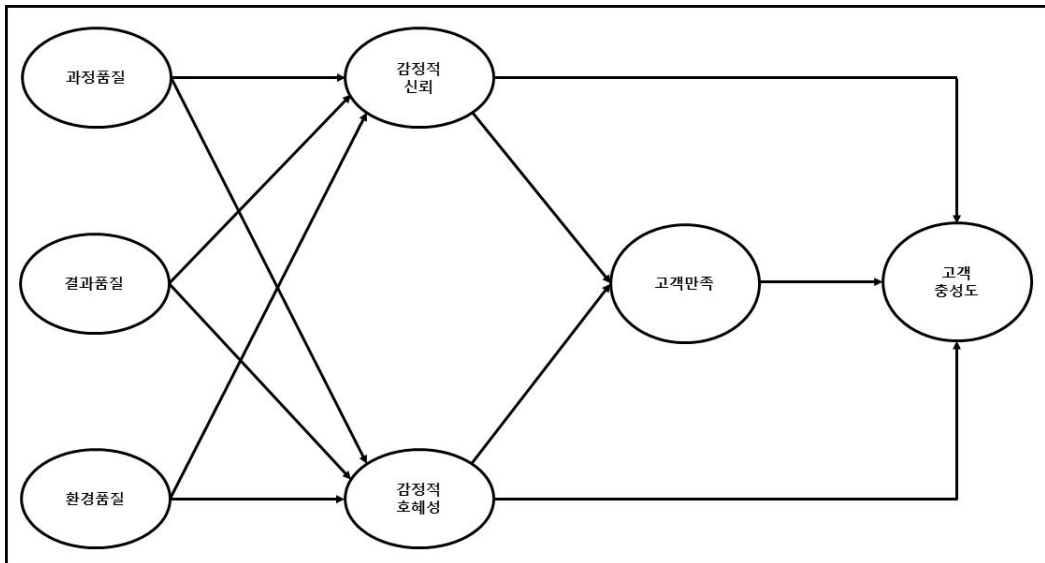 과정품질
감정적
신뢰
결과품질
고객만족
고객
충성도
환경품질
감정적
호혜성